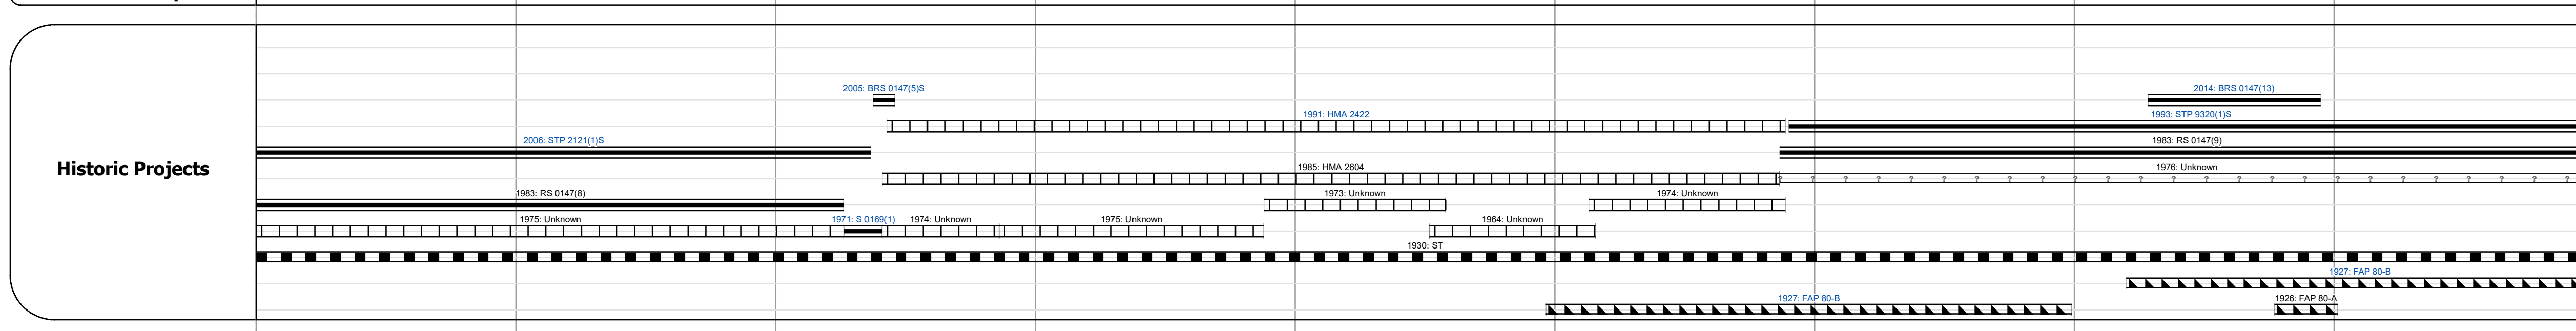 Historic Projects
2005: BRS 0147(5)S
2014: BRS 0147(13)
1991: HMA 2422
1993: STP 9320(1)S
2006: STP 2121(1)S
1983: RS 0147(9)
1985: HMA 2604
1976: Unknown
1983: RS 0147(8)
1973: Unknown
1974: Unknown
1975: Unknown
1971: S 0169(1)
1974: Unknown
1975: Unknown
1964: Unknown
1930: ST
1927: FAP 80-B
1927: FAP 80-B
1926: FAP 80-A